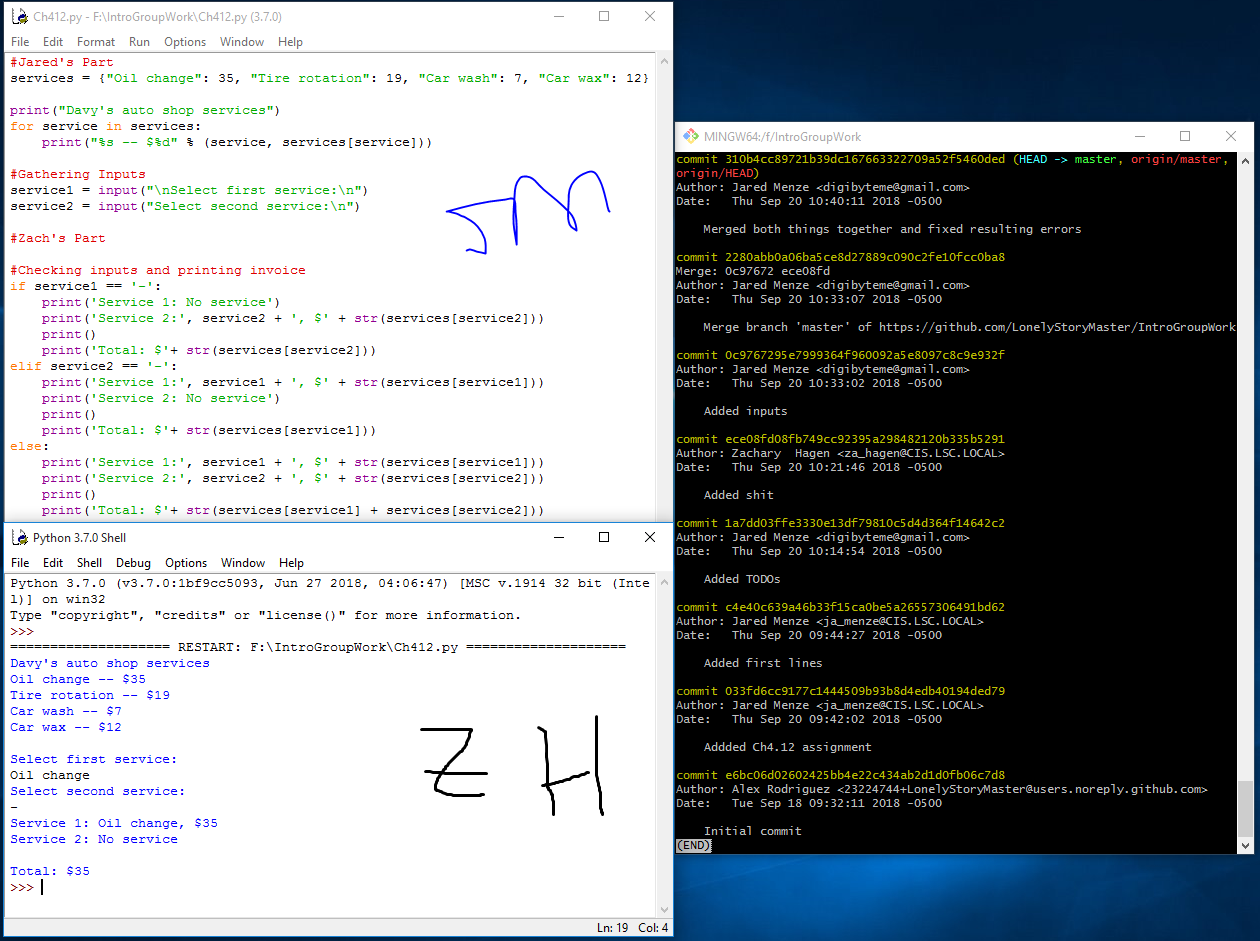 Ch412.py - F:\IntroGroupWork\Ch412.py (3.7.0)
File Edit Format Run Options Window Help
#Jared's Part
services = {"Oil change": 35, "Tire rotation": 19, "Car wash": 7, "Car wax": 12}
print("Davy's auto shop services")
for service in services:
    print("%s -- $%d" % (service, services[service]))
#Gathering Inputs
service1 = input("\nSelect first service:\n")
service2 = input("Select second service:\n")
#Zach's Part
#Checking inputs and printing invoice
if service1 == '-':
    print('Service 1: No service')
    print('Service 2:', service2 + ', $' + str(services[service2]))
    print()
    print('Total: $'+ str(services[service2]))
elif service2 == '-':
    print('Service 1:', service1 + ', $' + str(services[service1]))
    print('Service 2: No service')
    print()
    print('Total: $'+ str(services[service1]))
else:
    print('Service 1:', service1 + ', $' + str(services[service1]))
    print('Service 2:', service2 + ', $' + str(services[service2]))
    print()
    print('Total: $'+ str(services[service1] + services[service2]))
JM
Python 3.7.0 Shell
File Edit Shell Debug Options Window Help
Python 3.7.0 (v3.7.0:1bf9cc5093, Jun 27 2018, 04:06:47) [MSC v.1914 32 bit (Inte
l)] on win32
Type "copyright", "credits" or "license()" for more information.
>>>
==================== RESTART: F:\IntroGroupWork\Ch412.py ====================
Davy's auto shop services
Oil change -- $35
Tire rotation -- $19
Car wash -- $7
Car wax -- $12
Select first service:
Oil change
Select second service:
-
Service 1: Oil change, $35
Service 2: No service
Total: $35
>>>
Z H
Ln: 19 Col: 4
MINGW64:/f/IntroGroupWork
commit 310b4cc89721b39dc167663322709a52f5460ded (HEAD -> master, origin/master,
origin/HEAD)
Author: Jared Menze <digibyteme@gmail.com>
Date:   Thu Sep 20 10:40:11 2018 -0500
    Merged both things together and fixed resulting errors
commit 2280abb0a06ba5ce8d27889c090c2fe10fcc0ba8
Merge: 0c97672 ece08fd
Author: Jared Menze <digibyteme@gmail.com>
Date:   Thu Sep 20 10:33:07 2018 -0500
    Merge branch 'master' of https://github.com/LonelyStoryMaster/IntroGroupWork
commit 0c9767295e7999364f960092a5e8097c8c9e932f
Author: Jared Menze <digibyteme@gmail.com>
Date:   Thu Sep 20 10:33:02 2018 -0500
    Added inputs
commit ece08fd08fb749cc92395a298482120b335b5291
Author: Zachary  Hagen <za_hagen@CIS.LSC.LOCAL>
Date:   Thu Sep 20 10:21:46 2018 -0500
    Added shit
commit 1a7dd03ffe3330e13df79810c5d4d364f14642c2
Author: Jared Menze <digibyteme@gmail.com>
Date:   Thu Sep 20 10:14:54 2018 -0500
    Added TODOs
commit c4e40c639a46b33f15ca0be5a26557306491bd62
Author: Jared Menze <ja_menze@CIS.LSC.LOCAL>
Date:   Thu Sep 20 09:44:27 2018 -0500
    Added first lines
commit 033fd6cc9177c1444509b93b8d4edb40194ded79
Author: Jared Menze <ja_menze@CIS.LSC.LOCAL>
Date:   Thu Sep 20 09:42:02 2018 -0500
    Addded Ch4.12 assignment
commit e6bc06d02602425bb4e22c434ab2d1d0fb06c7d8
Author: Alex Rodriguez <23224744+LonelyStoryMaster@users.noreply.github.com>
Date:   Tue Sep 18 09:32:11 2018 -0500
    Initial commit
(END)